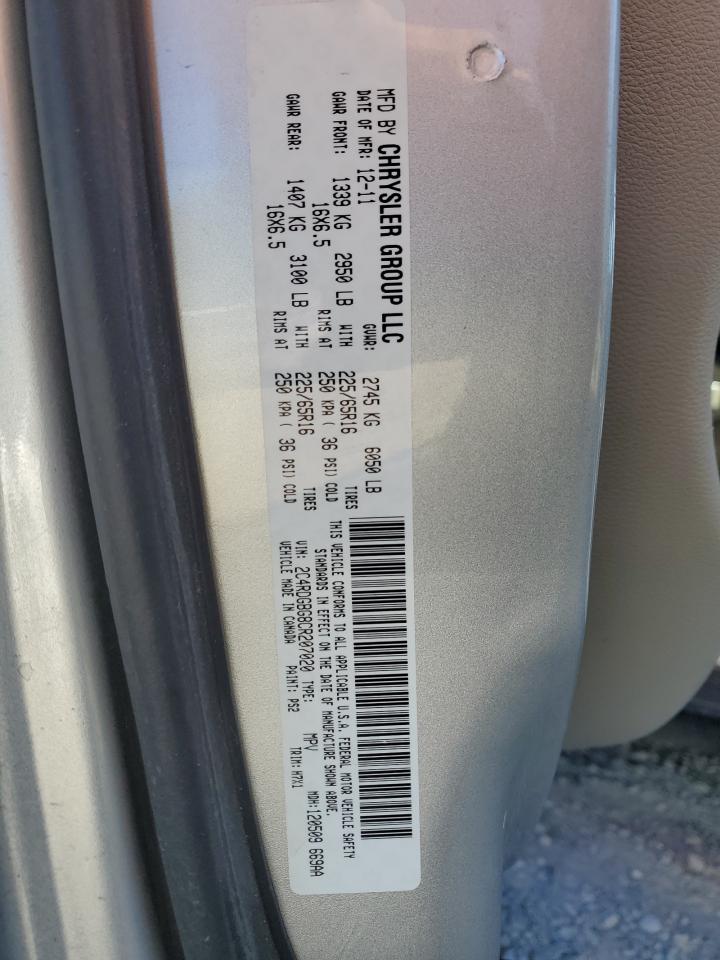 MFD BY CHRYSLER GROUP LLC
DATE OF MFR: 12-11 GVWR: 2745 KG 6050 LB
GAWR FRONT: 1339 KG 2950 LB WITH 225/65R16 TIRES
16X6.5 RIMS AT 250 KPA ( 36 PSI) COLD
GAWR REAR: 1407 KG 3100 LB WITH 225/65R16 TIRES
16X6.5 RIMS AT 250 KPA ( 36 PSI) COLD
THIS VEHICLE CONFORMS TO ALL APPLICABLE U.S.A. FEDERAL MOTOR VEHICLE SAFETY
STANDARDS IN EFFECT ON THE DATE OF MANUFACTURE SHOWN ABOVE.
VIN: 2C4RDGBG8CR207020 TYPE: MPV MDH:120509 669AA
VEHICLE MADE IN CANADA PAINT: PS2 TRIM: H7X1